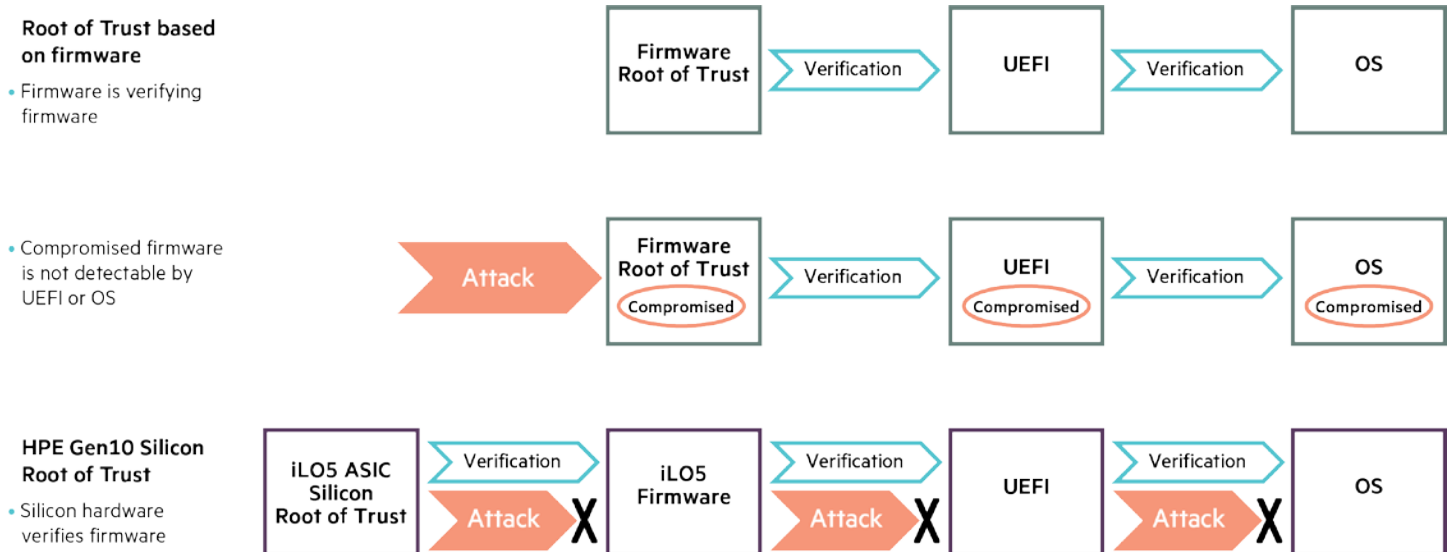 Root of Trust based
on firmware
• Firmware is verifying
firmware
Firmware
Root of Trust
Verification
UEFI
Verification
OS
• Compromised firmware
is not detectable by
UEFI or OS
Attack
Firmware
Root of Trust
Compromised
Verification
UEFI
Compromised
Verification
OS
Compromised
HPE Gen10 Silicon
Root of Trust
• Silicon hardware
verifies firmware
iLO5 ASIC
Silicon
Root of Trust
Verification
Attack
X
iLO5
Firmware
Verification
Attack
X
UEFI
Verification
Attack
X
OS